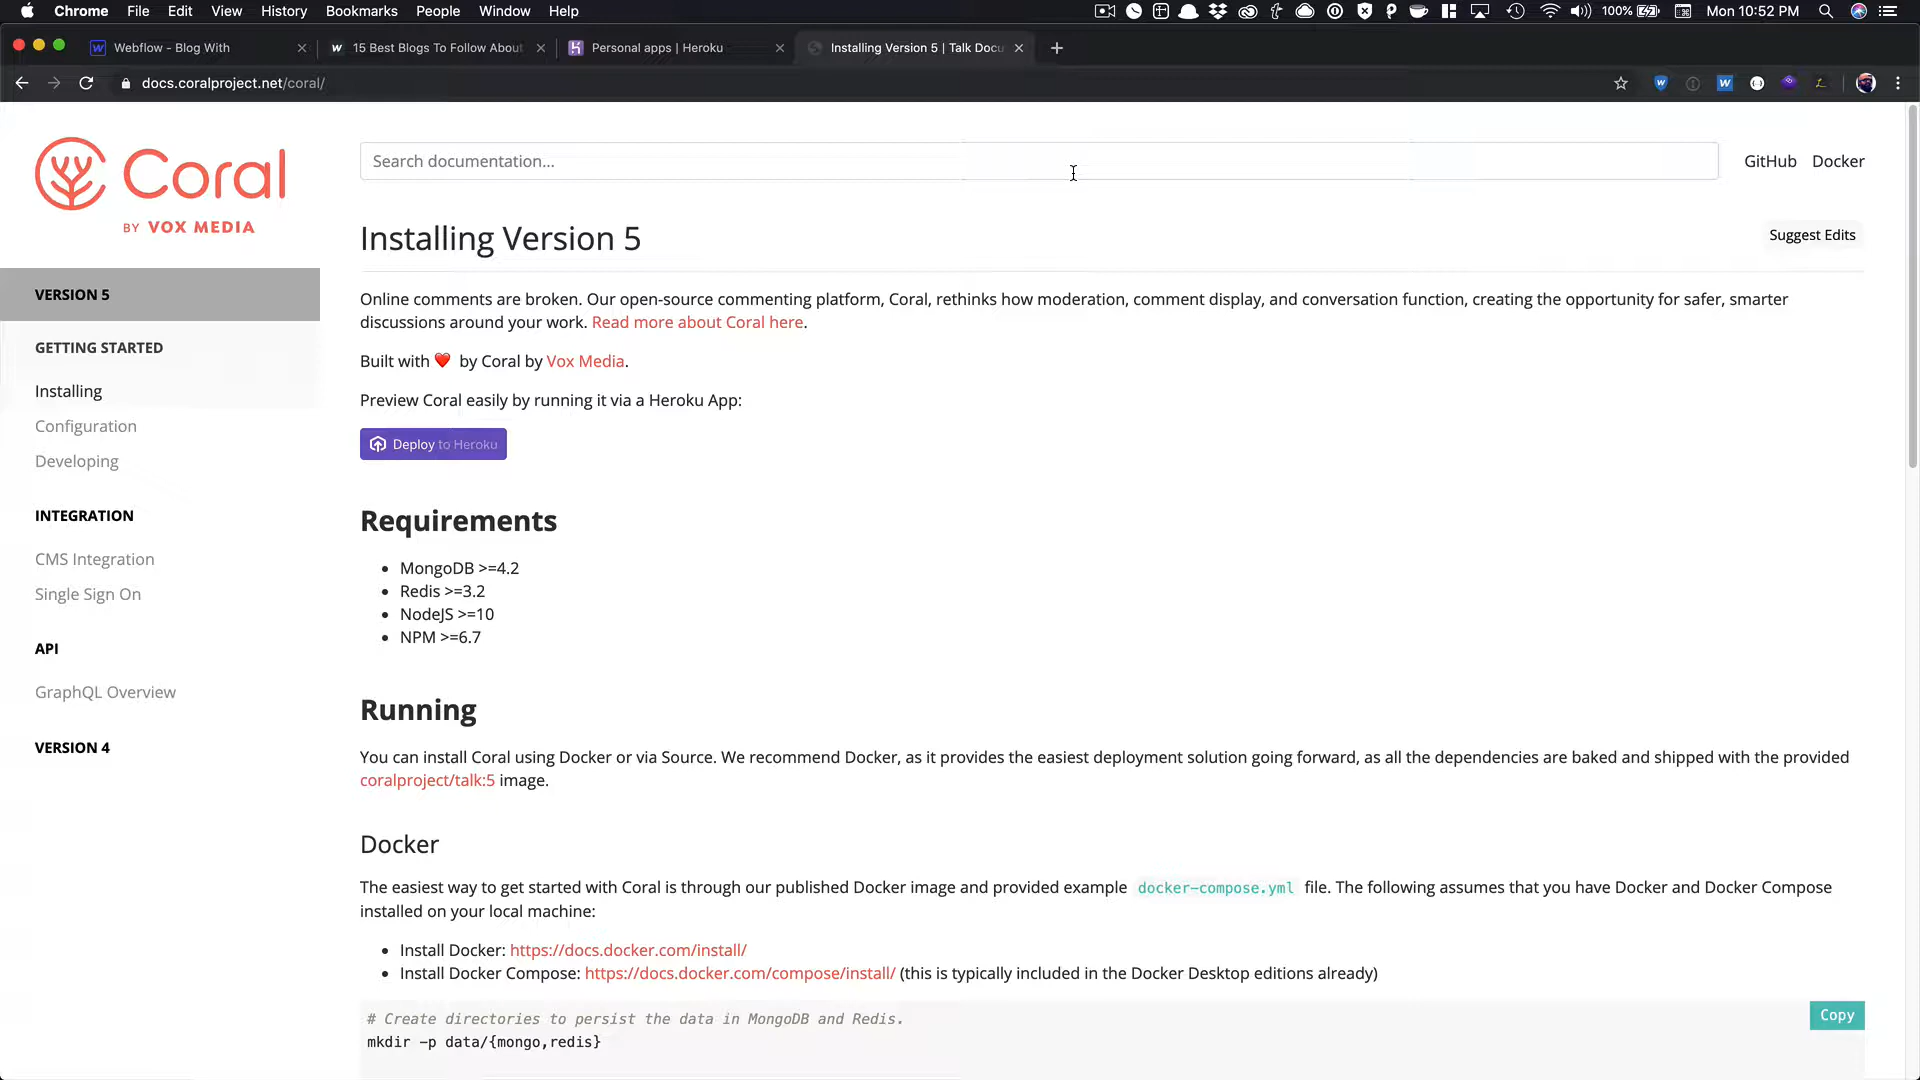 Chrome File Edit View History Bookmarks People Window Help 100% Mon 10:52 PM
Webflow - Blog With
15 Best Blogs To Follow About
Personal apps | Heroku
Installing Version 5 | Talk Docu
docs.coralproject.net/coral/
Coral
BY VOX MEDIA
Search documentation...
GitHub Docker
Installing Version 5
Suggest Edits
VERSION 5
GETTING STARTED
Installing
Configuration
Developing
INTEGRATION
CMS Integration
Single Sign On
API
GraphQL Overview
VERSION 4
Online comments are broken. Our open-source commenting platform, Coral, rethinks how moderation, comment display, and conversation function, creating the opportunity for safer, smarter
discussions around your work. Read more about Coral here.
Built with ❤️ by Coral by Vox Media.
Preview Coral easily by running it via a Heroku App:
Deploy to Heroku
Requirements
• MongoDB >=4.2
• Redis >=3.2
• NodeJS >=10
• NPM >=6.7
Running
You can install Coral using Docker or via Source. We recommend Docker, as it provides the easiest deployment solution going forward, as all the dependencies are baked and shipped with the provided
coralproject/talk:5 image.
Docker
The easiest way to get started with Coral is through our published Docker image and provided example docker-compose.yml file. The following assumes that you have Docker and Docker Compose
installed on your local machine:
• Install Docker: https://docs.docker.com/install/
• Install Docker Compose: https://docs.docker.com/compose/install/ (this is typically included in the Docker Desktop editions already)
Copy
# Create directories to persist the data in MongoDB and Redis.
mkdir -p data/{mongo,redis}